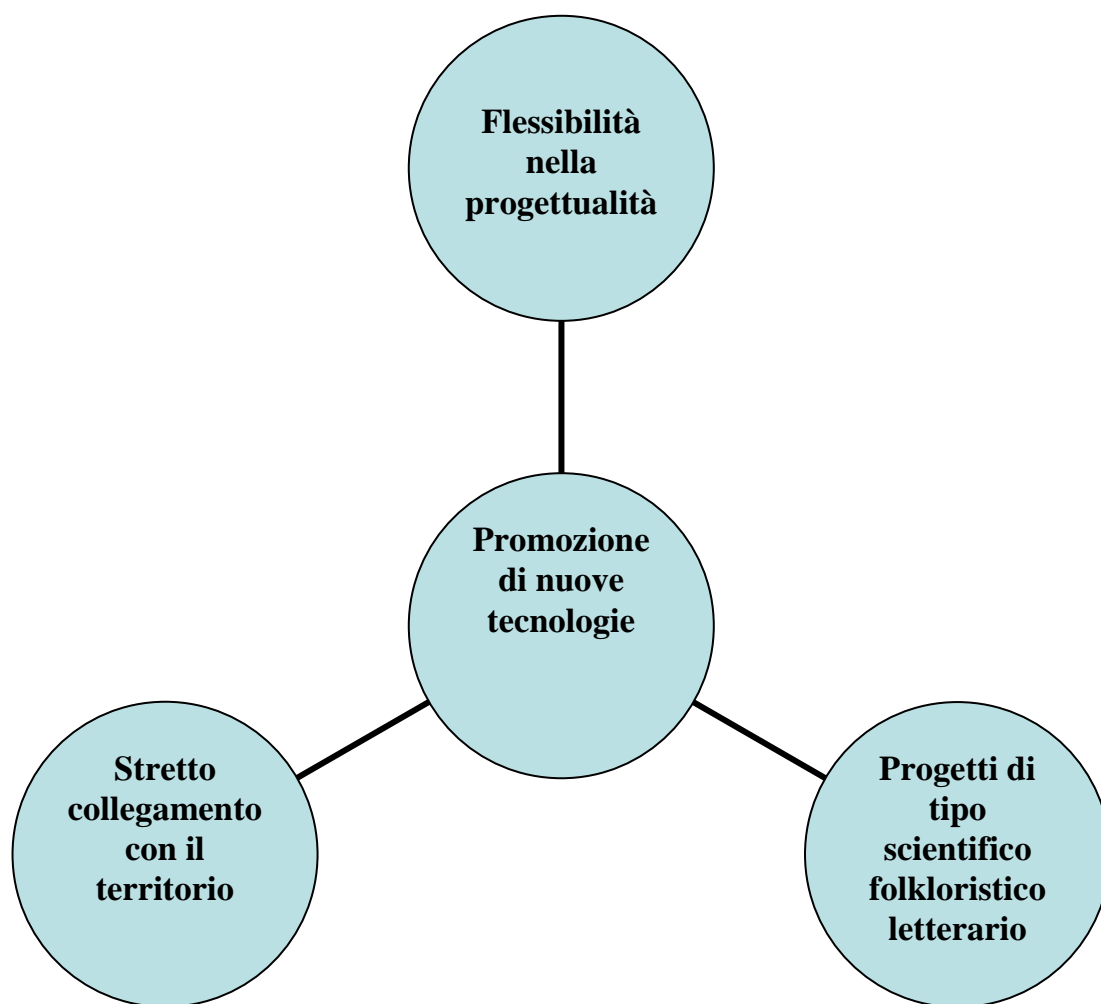 Flessibilità
nella
progettualità
Promozione
di nuove
tecnologie
Stretto
collegamento
con il
territorio
Progetti di
tipo
scientifico
folkloristico
letterario